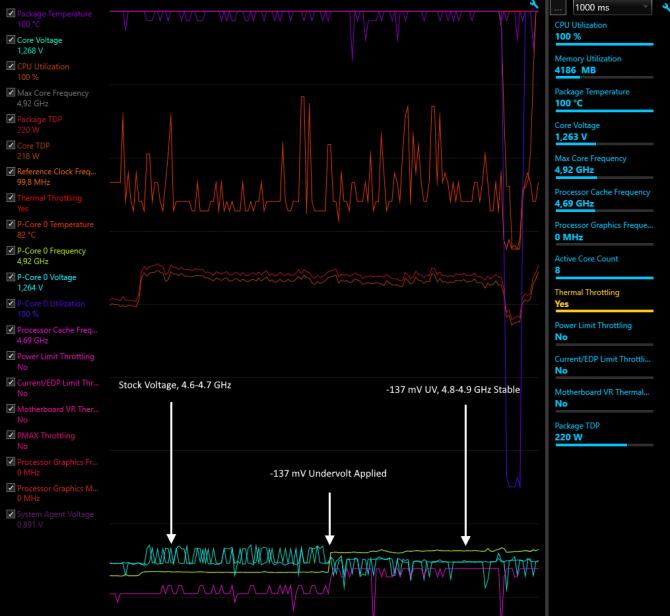 Package Temperature
100 °C
Core Voltage
1,268 V
CPU Utilization
100 %
Max Core Frequency
4,92 GHz
Package TDP
220 W
Core TDP
218 W
Reference Clock Freq...
99,8 MHz
Thermal Throttling
Yes
P-Core 0 Temperature
82 °C
P-Core 0 Frequency
4,92 GHz
P-Core 0 Voltage
1,264 V
P-Core 0 Utilization
100 %
Processor Cache Freq...
4,69 GHz
Power Limit Throttling
No
Current/EDP Limit Thr...
No
Motherboard VR Ther...
No
PMAX Throttling
No
Processor Graphics Fr...
0 MHz
Processor Graphics M...
0 MHz
System Agent Voltage
0,891 V
Stock Voltage, 4.6-4.7 GHz
-137 mV Undervolt Applied
-137 mV UV, 4.8-4.9 GHz Stable
... 1000 ms
CPU Utilization
100 %
Memory Utilization
4186 MB
Package Temperature
100 °C
Core Voltage
1,263 V
Max Core Frequency
4,92 GHz
Processor Cache Frequency
4,69 GHz
Processor Graphics Freque...
0 MHz
Active Core Count
8
Thermal Throttling
Yes
Power Limit Throttling
No
Current/EDP Limit Throttli...
No
Motherboard VR Thermal...
No
Package TDP
220 W